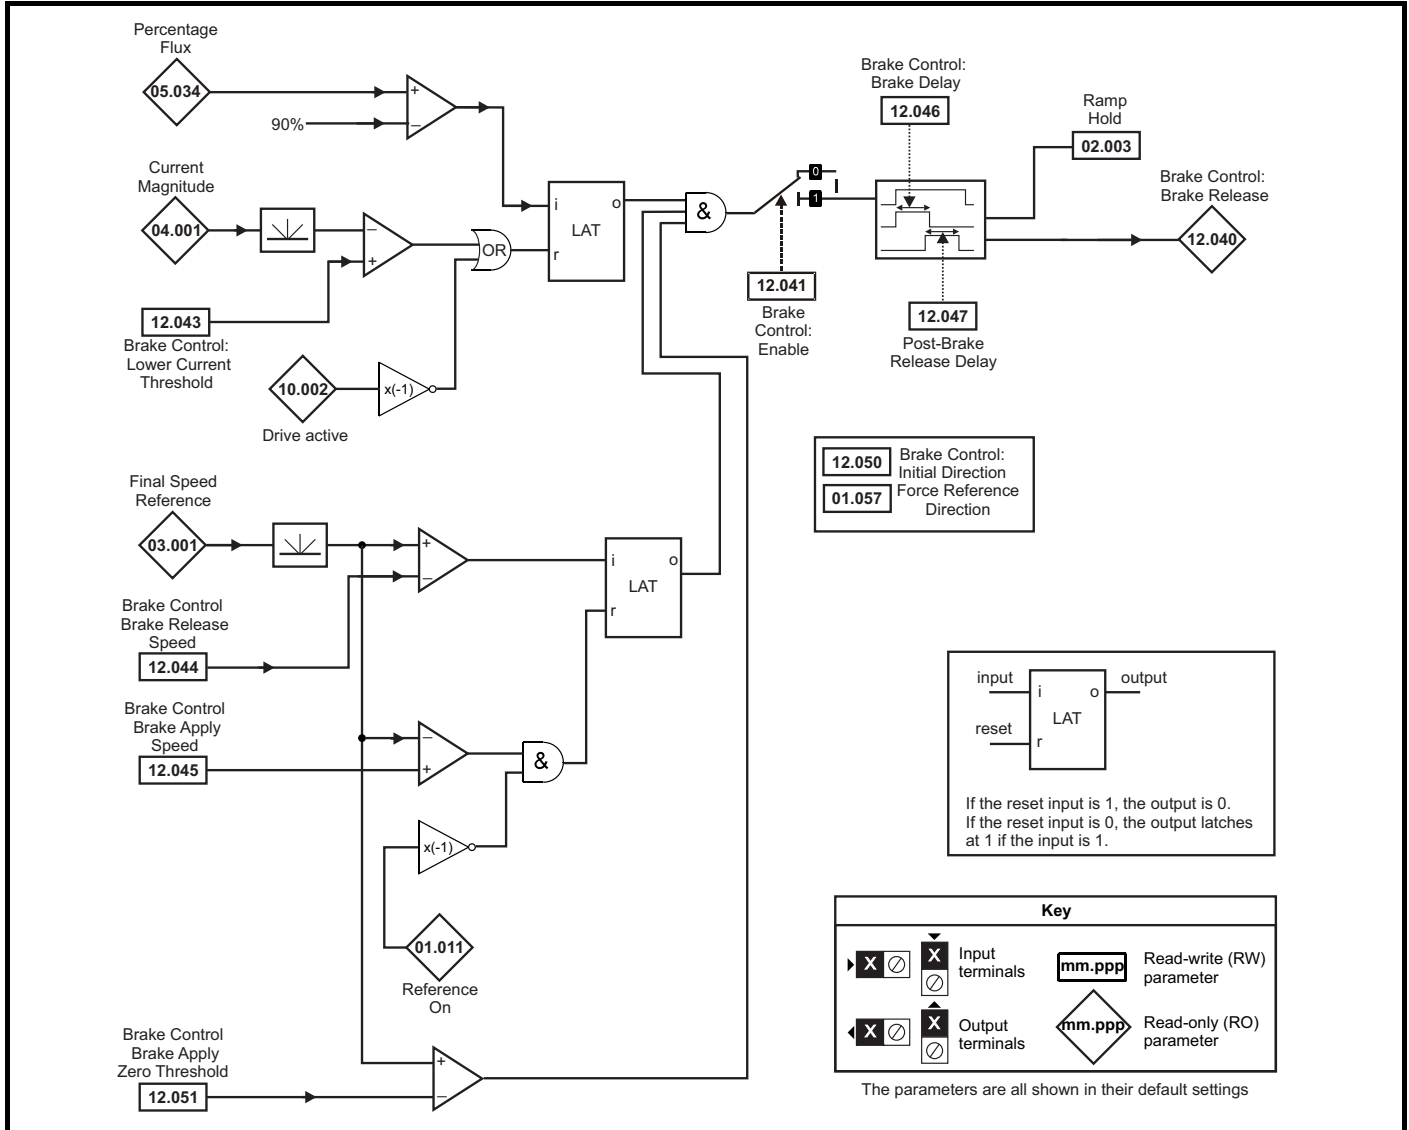 Percentage
Flux
05.034
90%
+
–
Current
Magnitude
04.001
–
+
12.043
Brake Control:
Lower Current
Threshold
10.002
Drive active
x(-1)
OR
i
o
LAT
r
&
0
1
12.041
Brake
Control:
Enable
Brake Control:
Brake Delay
12.046
12.047
Post-Brake
Release Delay
Ramp
Hold
02.003
Brake Control:
Brake Release
12.040
12.050
Brake Control:
Initial Direction
01.057
Force Reference
Direction
Final Speed
Reference
03.001
+
–
Brake Control
Brake Release
Speed
12.044
i
o
LAT
r
Brake Control
Brake Apply
Speed
12.045
–
+
&
x(-1)
01.011
Reference
On
Brake Control
Brake Apply
Zero Threshold
12.051
+
–
input
i
o
output
LAT
reset
r
If the reset input is 1, the output is 0.
If the reset input is 0, the output latches
at 1 if the input is 1.
Key
X
X
Input
terminals
mm.ppp
Read-write (RW)
parameter
X
X
Output
terminals
mm.ppp
Read-only (RO)
parameter
The parameters are all shown in their default settings